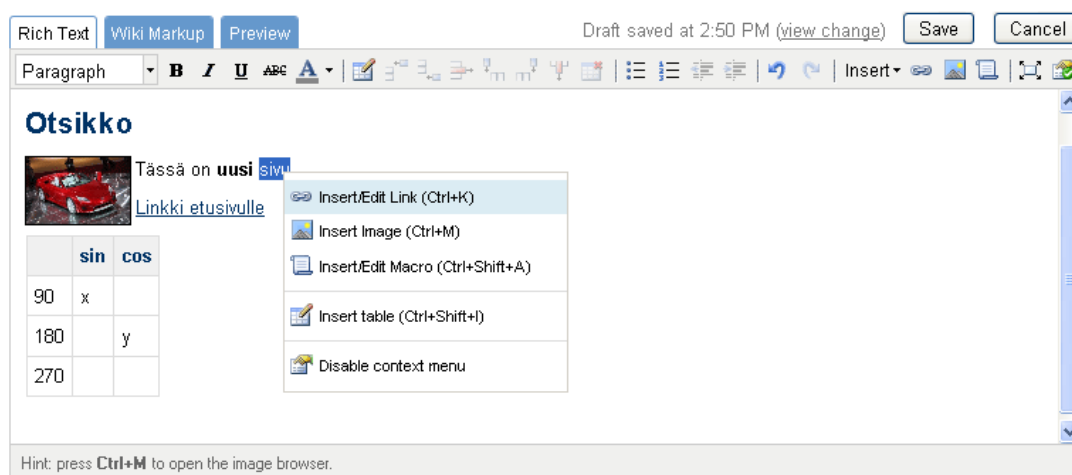 Rich Text Wiki Markup Preview Draft saved at 2:50 PM (view change) Save Cancel
Paragraph B I U ABC A Insert
Otsikko
Tässä on uusi sivu
Linkki etusivulle
Insert/Edit Link (Ctrl+K)
Insert Image (Ctrl+M)
Insert/Edit Macro (Ctrl+Shift+A)
Insert table (Ctrl+Shift+I)
Disable context menu
sin cos
90 x
180 y
270
Hint: press Ctrl+M to open the image browser.